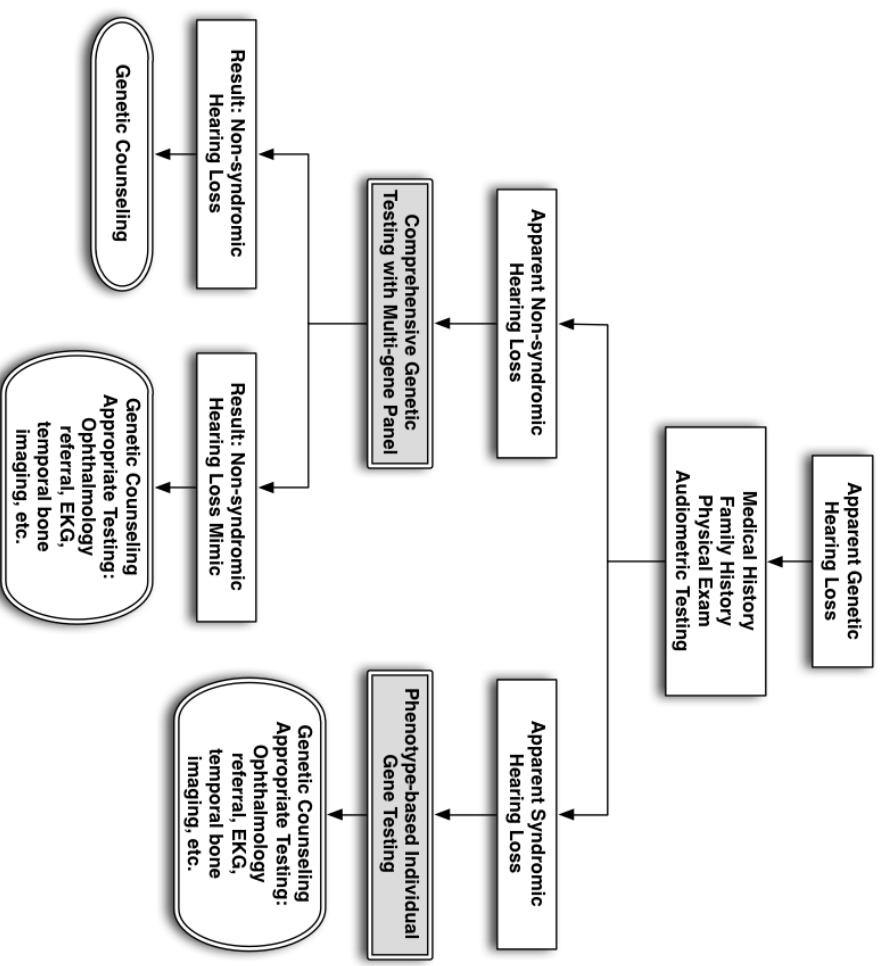 Apparent Genetic
Hearing Loss
Medical History
Family History
Physical Exam
Audiometric Testing
Apparent Non-syndromic
Hearing Loss
Apparent Syndromic
Hearing Loss
Comprehensive Genetic
Testing with Multi-gene Panel
Phenotype-based Individual
Gene Testing
Result: Non-syndromic
Hearing Loss
Result: Non-syndromic
Hearing Loss Mimic
Genetic Counseling
Appropriate Testing:
Ophthalmology
referral, EKG,
temporal bone
imaging, etc.
Genetic Counseling
Genetic Counseling
Appropriate Testing:
Ophthalmology
referral, EKG,
temporal bone
imaging, etc.